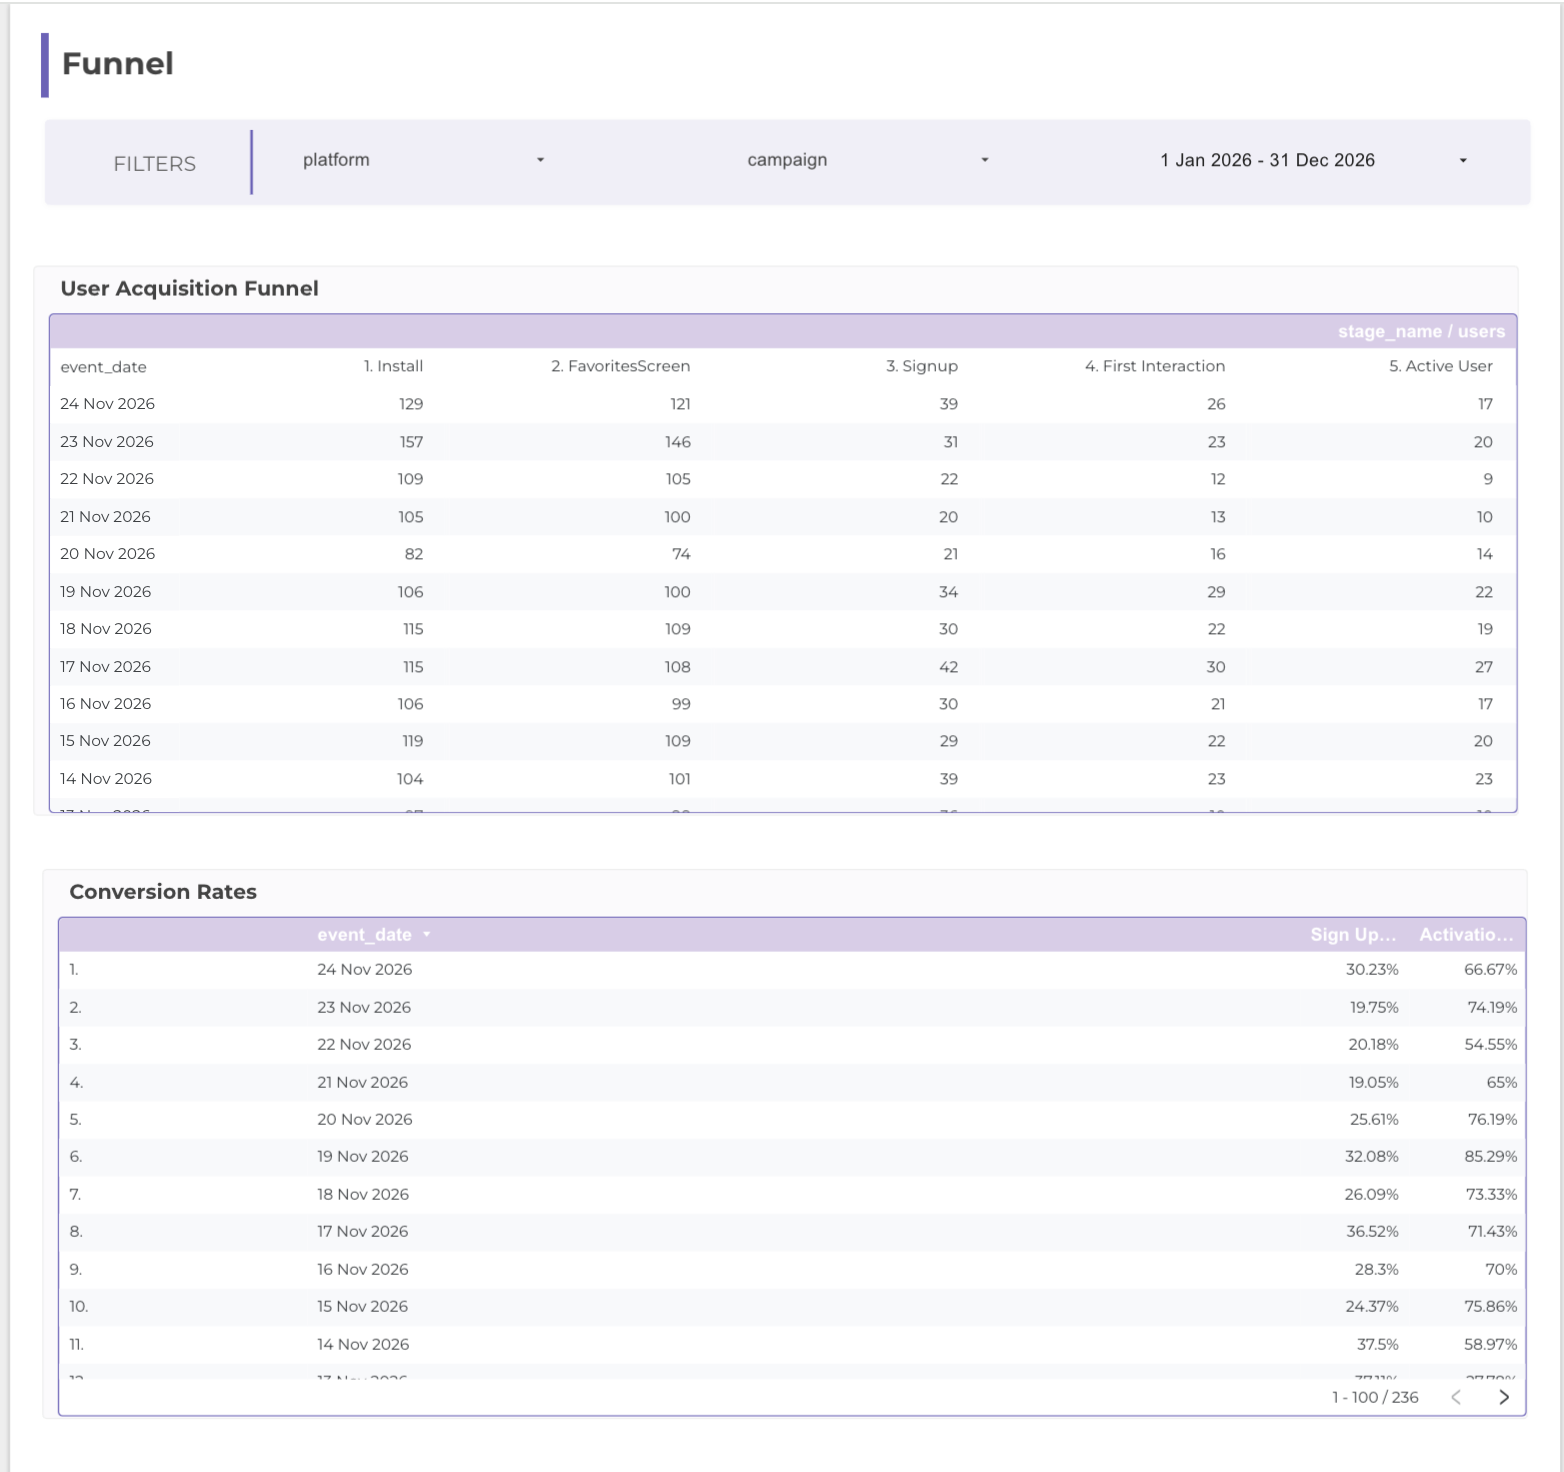 Funnel
FILTERS platform campaign 1 Jan 2026 - 31 Dec 2026
User Acquisition Funnel
stage_name / users
event_date 1. Install 2. FavoritesScreen 3. Signup 4. First Interaction 5. Active User
24 Nov 2026 129 121 39 26 17
23 Nov 2026 157 146 31 23 20
22 Nov 2026 109 105 22 12 9
21 Nov 2026 105 100 20 13 10
20 Nov 2026 82 74 21 16 14
19 Nov 2026 106 100 34 29 22
18 Nov 2026 115 109 30 22 19
17 Nov 2026 115 108 42 30 27
16 Nov 2026 106 99 30 21 17
15 Nov 2026 119 109 29 22 20
14 Nov 2026 104 101 39 23 23
Conversion Rates
event_date Sign Up... Activatio...
1. 24 Nov 2026 30.23% 66.67%
2. 23 Nov 2026 19.75% 74.19%
3. 22 Nov 2026 20.18% 54.55%
4. 21 Nov 2026 19.05% 65%
5. 20 Nov 2026 25.61% 76.19%
6. 19 Nov 2026 32.08% 85.29%
7. 18 Nov 2026 26.09% 73.33%
8. 17 Nov 2026 36.52% 71.43%
9. 16 Nov 2026 28.3% 70%
10. 15 Nov 2026 24.37% 75.86%
11. 14 Nov 2026 37.5% 58.97%
1 - 100 / 236